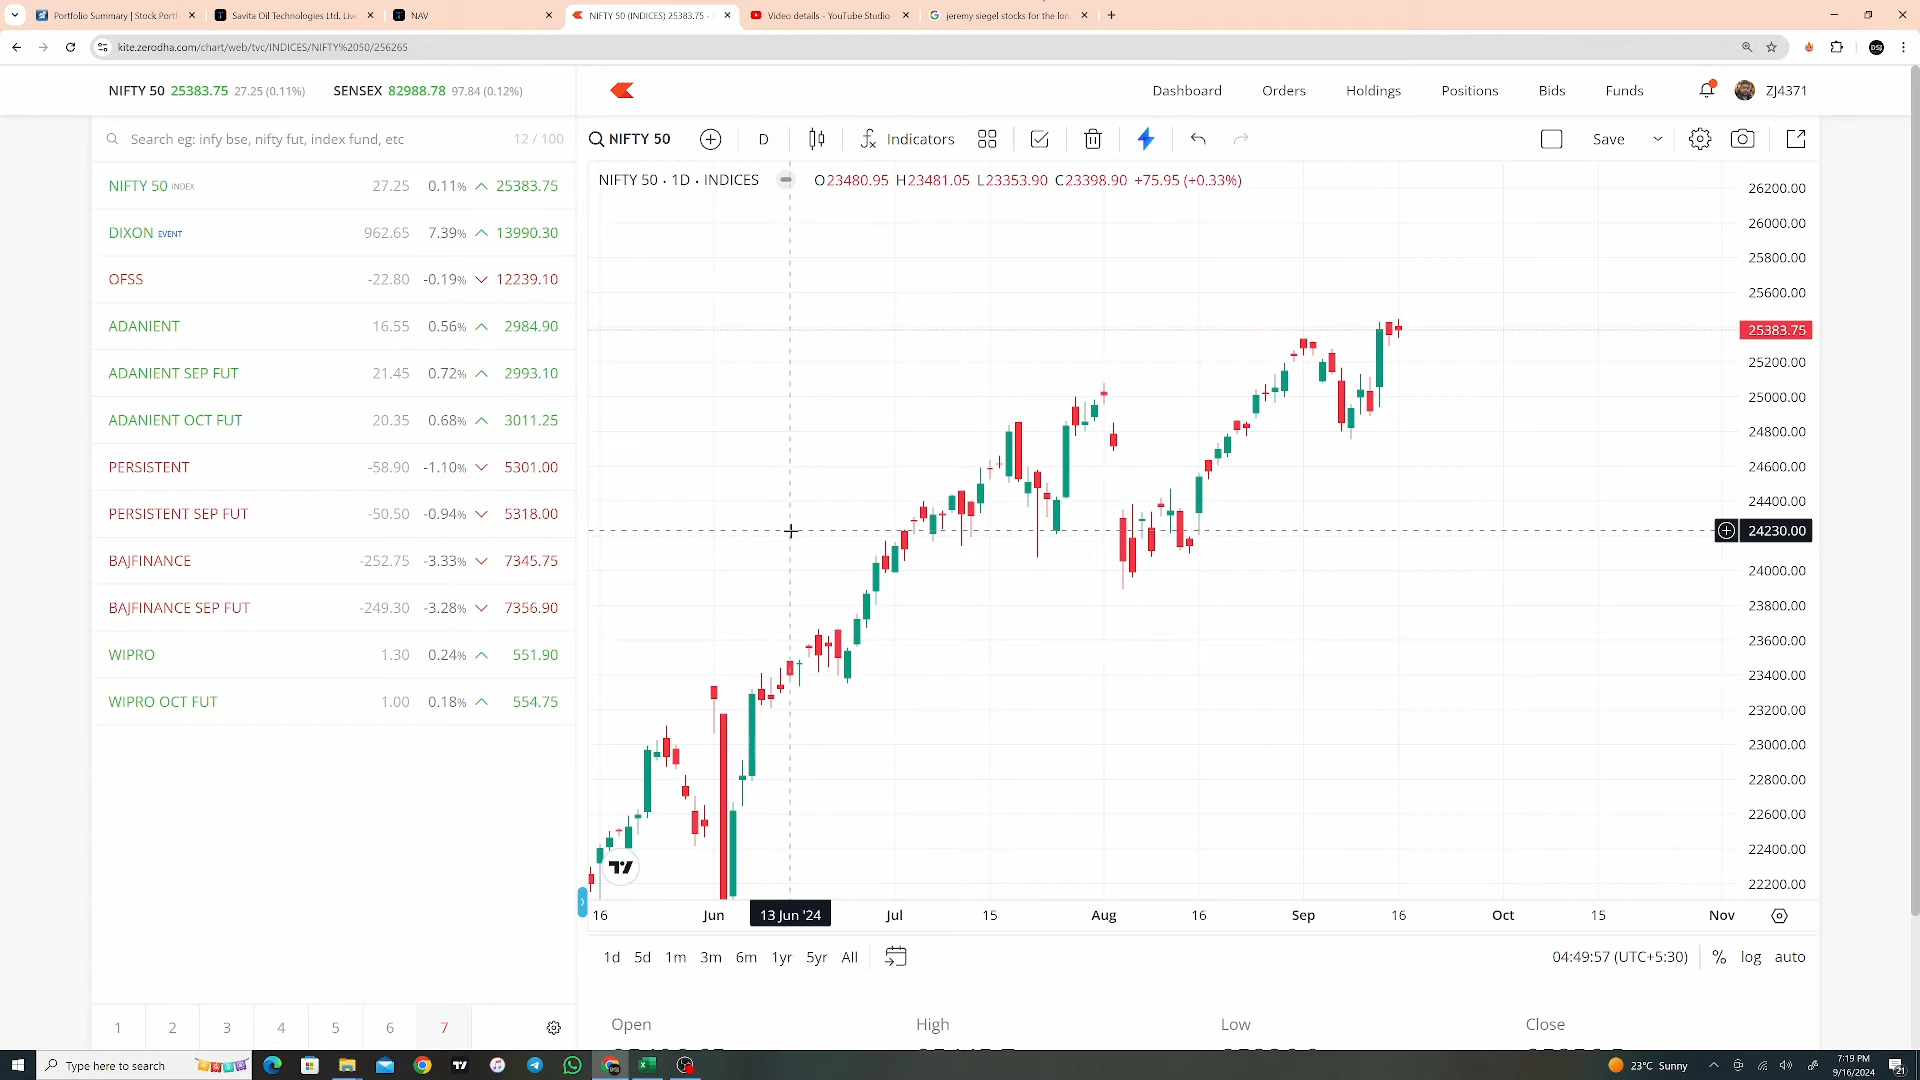 Portfolio Summary | Stock Portf
Savita Oil Technologies Ltd. Live
NAV
NIFTY 50 (INDICES) 25383.75 -
Video details - YouTube Studio
jeremy siegel stocks for the lon
kite.zerodha.com/chart/web/tvc/INDICES/NIFTY%2050/256265
NIFTY 50 25383.75 27.25 (0.11%) SENSEX 82988.78 97.84 (0.12%)
Dashboard Orders Holdings Positions Bids Funds ZJ4371
Search eg: infy bse, nifty fut, index fund, etc 12 / 100
NIFTY 50 D Indicators Save
NIFTY 50 · 1D · INDICES O23480.95 H23481.05 L23353.90 C23398.90 +75.95 (+0.33%)
NIFTY 50 INDEX 27.25 0.11% 25383.75
DIXON EVENT 962.65 7.39% 13990.30
OFSS -22.80 -0.19% 12239.10
ADANIENT 16.55 0.56% 2984.90
ADANIENT SEP FUT 21.45 0.72% 2993.10
ADANIENT OCT FUT 20.35 0.68% 3011.25
PERSISTENT -58.90 -1.10% 5301.00
PERSISTENT SEP FUT -50.50 -0.94% 5318.00
BAJFINANCE -252.75 -3.33% 7345.75
BAJFINANCE SEP FUT -249.30 -3.28% 7356.90
WIPRO 1.30 0.24% 551.90
WIPRO OCT FUT 1.00 0.18% 554.75
26200.00
26000.00
25800.00
25600.00
25383.75
25200.00
25000.00
24800.00
24600.00
24400.00
24230.00
24000.00
23800.00
23600.00
23400.00
23200.00
23000.00
22800.00
22600.00
22400.00
22200.00
16 Jun 13 Jun '24 Jul 15 Aug 16 Sep 16 Oct 15 Nov
1d 5d 1m 3m 6m 1yr 5yr All 04:49:57 (UTC+5:30) % log auto
Open High Low Close
1 2 3 4 5 6 7
Type here to search
23°C Sunny
7:19 PM
9/16/2024
21